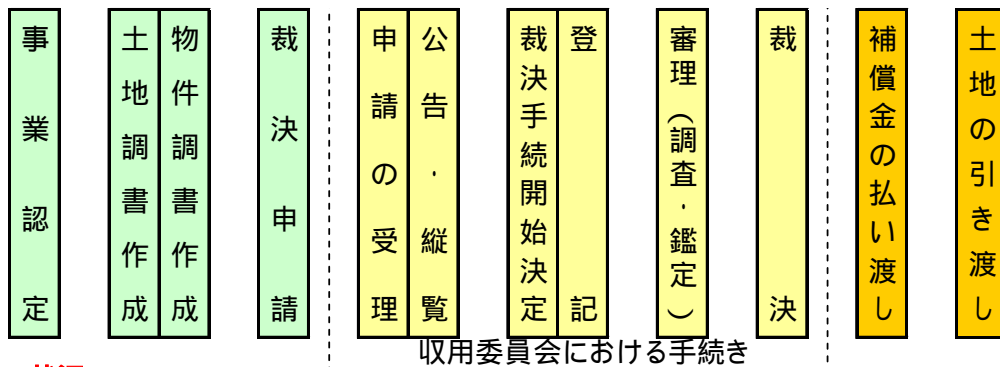 事業認定
土地調書作成
物件調書作成
裁決申請
申請の受理
公告・縦覧
裁決手続開始決定
登記
審理(調査・鑑定)
裁決
補償金の払い渡し
土地の引き渡し
収用委員会における手続き